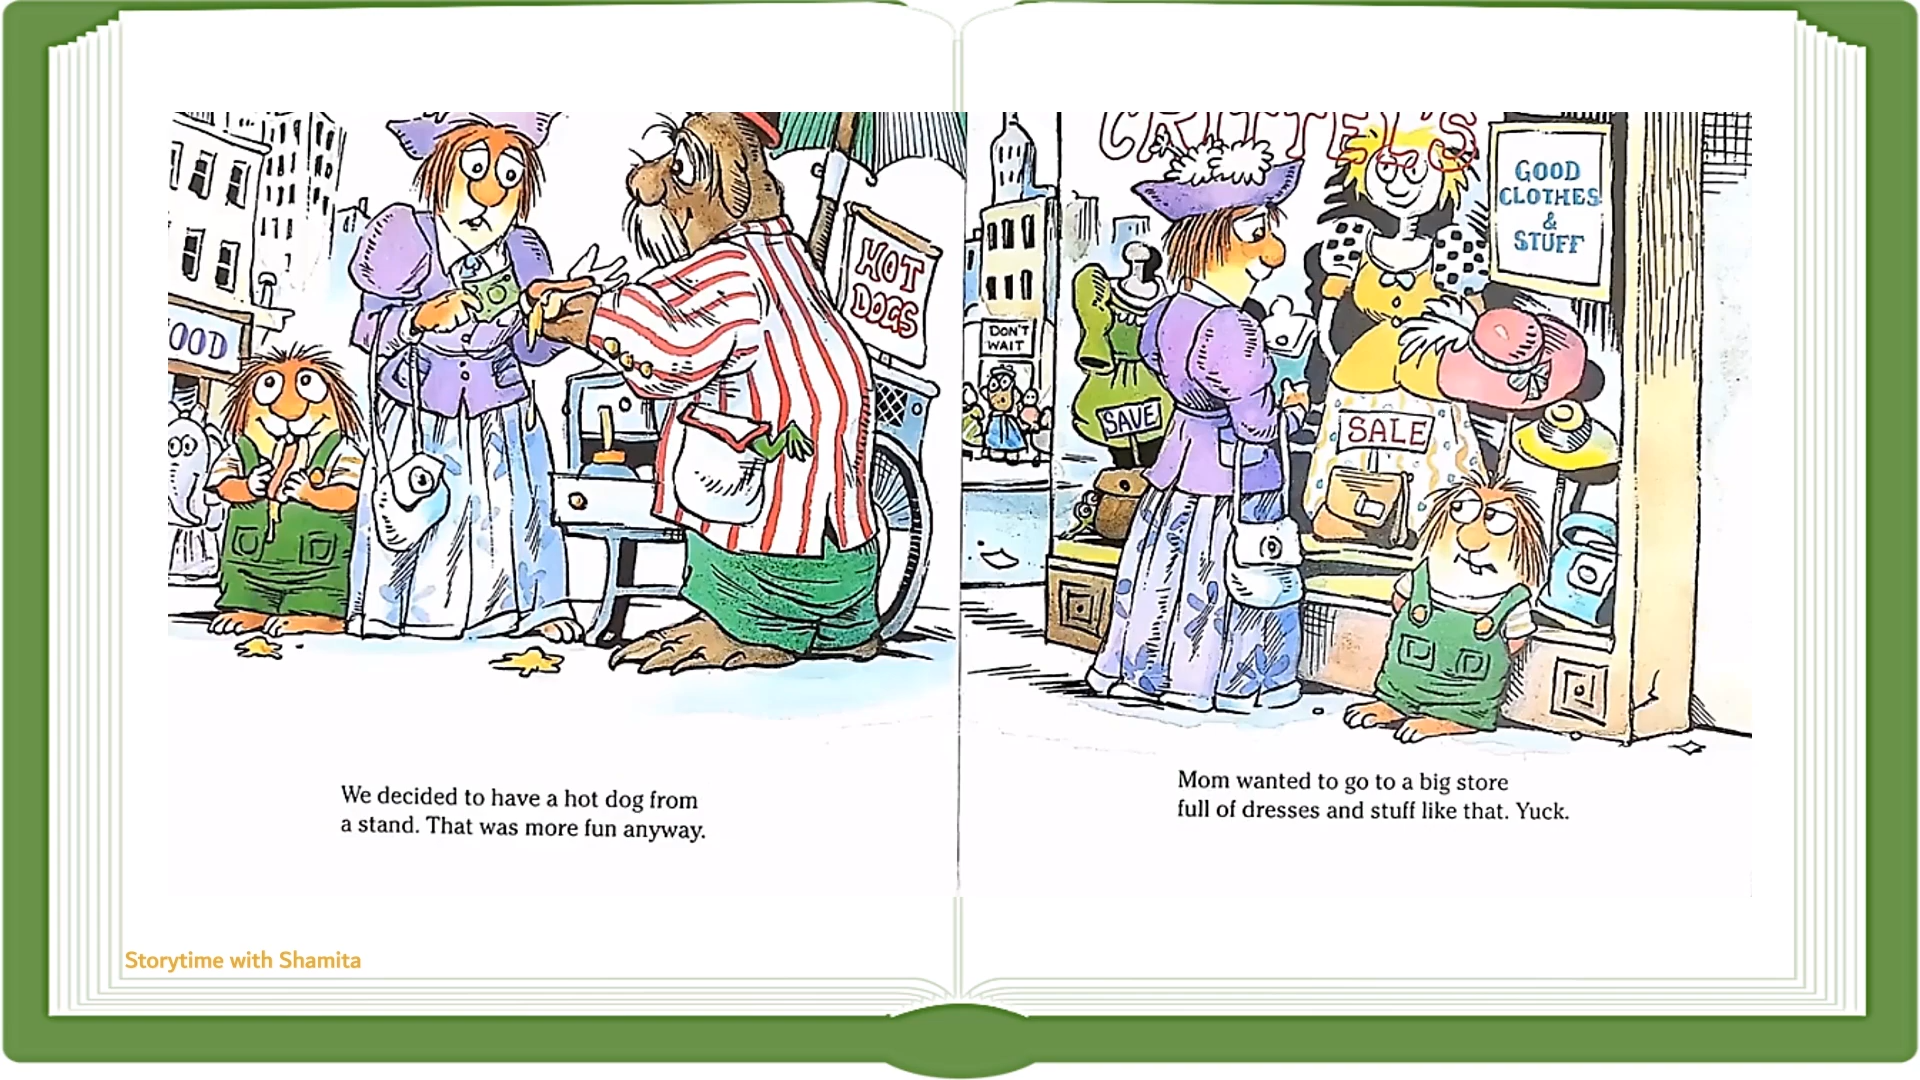 OOD
HOT
DOGS
We decided to have a hot dog from
a stand. That was more fun anyway.
CRITTER'S
GOOD
CLOTHES
&
STUFF
DON'T
WAIT
SAVE
SALE
Mom wanted to go to a big store
full of dresses and stuff like that. Yuck.
Storytime with Shamita